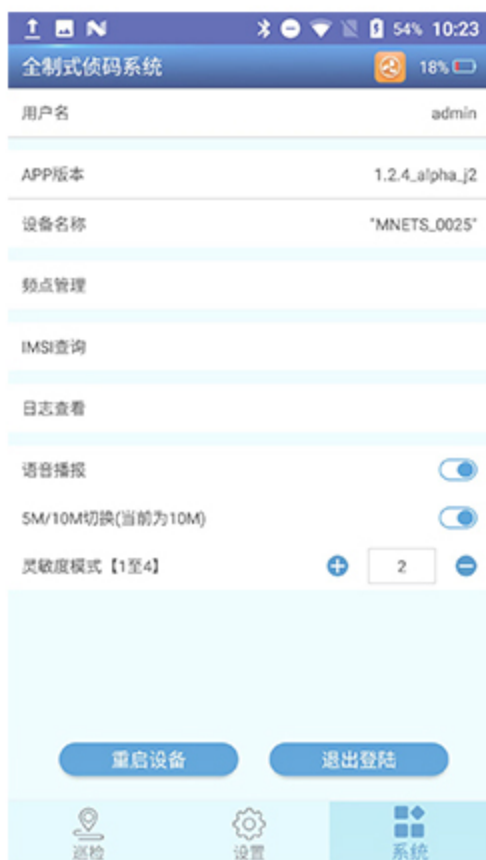 54% 10:23
全制式侦码系统 18%
用户名 admin
APP版本 1.2.4_alpha_j2
设备名称 "MNETS_0025"
频点管理
IMSI查询
日志查看
语音播报
5M/10M切换(当前为10M)
灵敏度模式【1至4】 2
重启设备 退出登陆
巡检 设置 系统